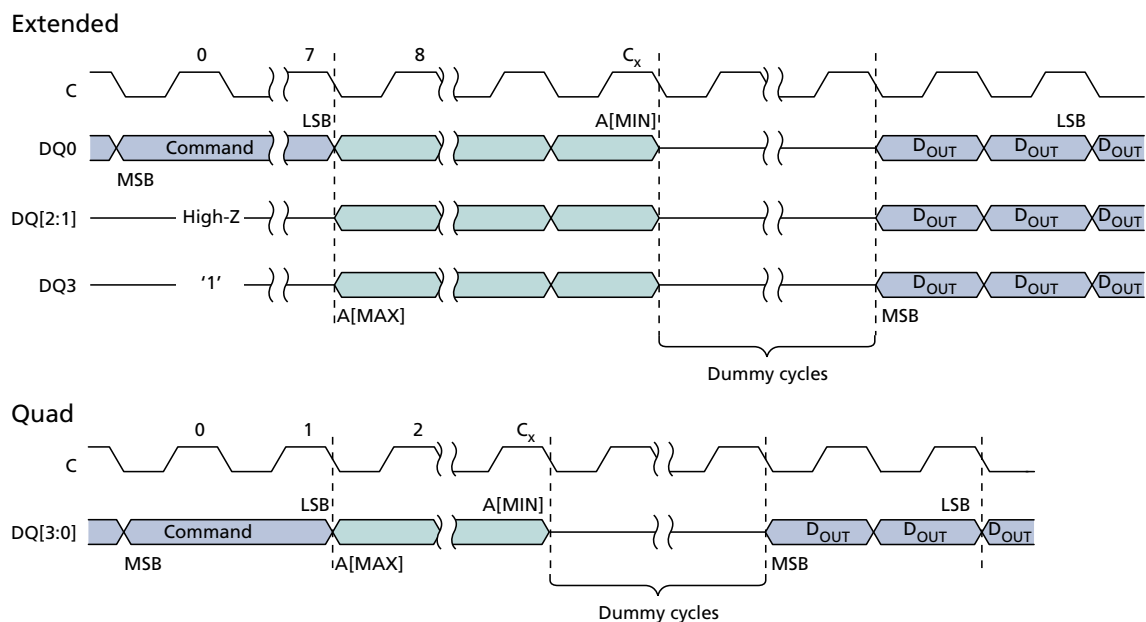 Extended
0 7 8 Cx
C
LSB A[MIN] LSB
DQ0 Command DOUT DOUT DOUT
MSB
DQ[2:1] High-Z DOUT DOUT DOUT
DQ3 '1' DOUT DOUT DOUT
A[MAX] MSB
Dummy cycles
Quad
0 1 2 Cx
C
LSB A[MIN] LSB
DQ[3:0] Command DOUT DOUT DOUT
MSB A[MAX] MSB
Dummy cycles